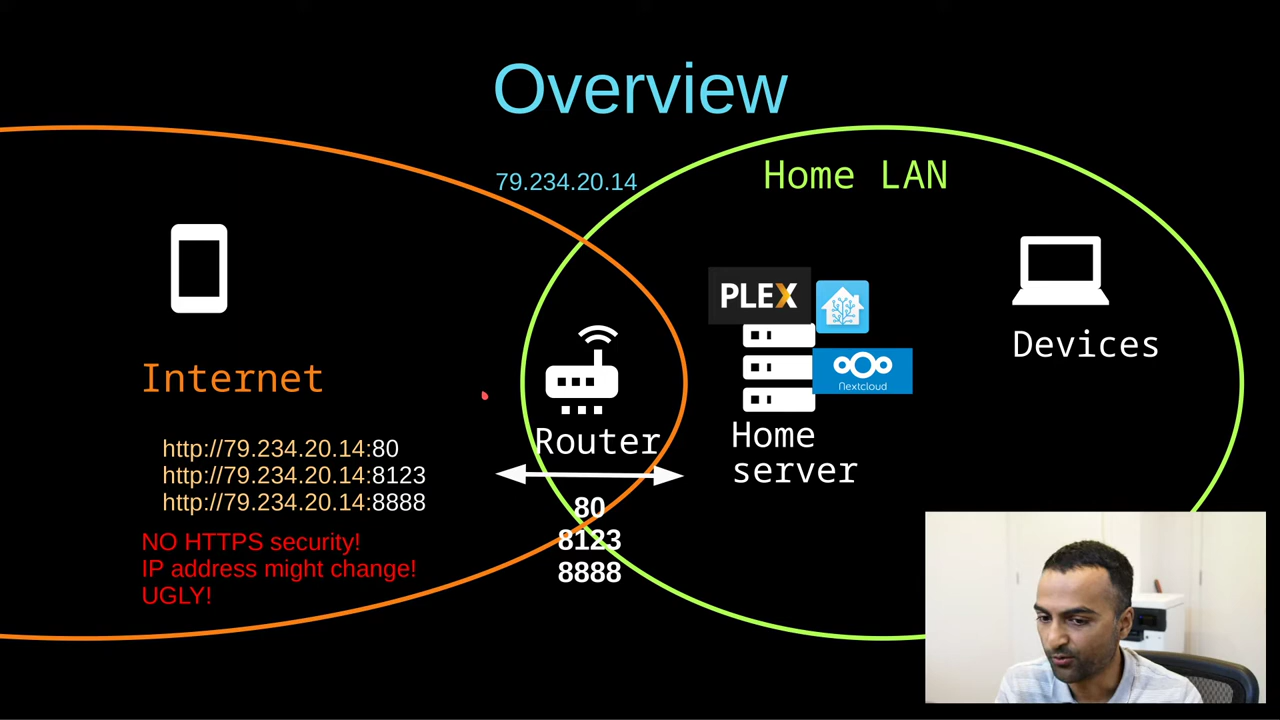 Overview
79.234.20.14
Home LAN
PLEX
Nextcloud
Devices
Internet
Router
Home
server
http://79.234.20.14:80
http://79.234.20.14:8123
http://79.234.20.14:8888
80
8123
8888
NO HTTPS security!
IP address might change!
UGLY!